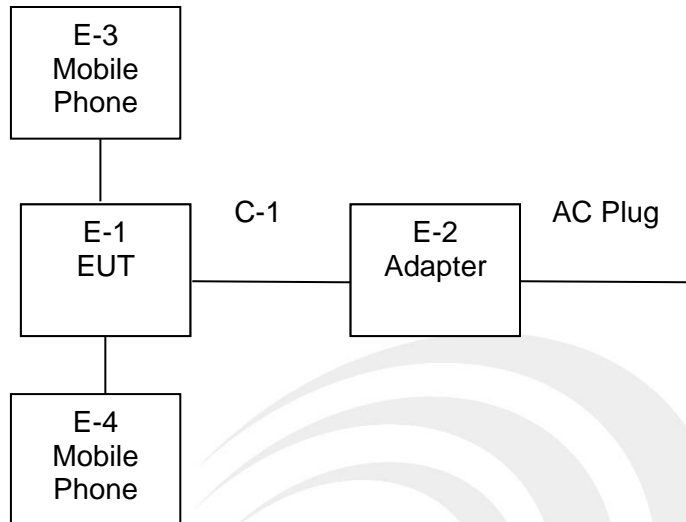 E-3
Mobile
Phone
E-1
EUT
C-1
E-2
Adapter
AC Plug
E-4
Mobile
Phone